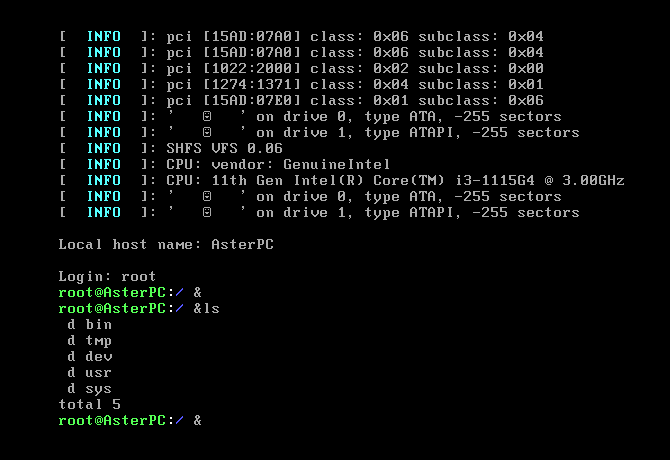 [  INFO  ]: pci [15AD:07A0] class: 0x06 subclass: 0x04
[  INFO  ]: pci [15AD:07A0] class: 0x06 subclass: 0x04
[  INFO  ]: pci [1022:2000] class: 0x02 subclass: 0x00
[  INFO  ]: pci [1274:1371] class: 0x04 subclass: 0x01
[  INFO  ]: pci [15AD:07E0] class: 0x01 subclass: 0x06
[  INFO  ]: '   ☺   ' on drive 0, type ATA, -255 sectors
[  INFO  ]: '   ☺   ' on drive 1, type ATAPI, -255 sectors
[  INFO  ]: SHFS VFS 0.06
[  INFO  ]: CPU: vendor: GenuineIntel
[  INFO  ]: CPU: 11th Gen Intel(R) Core(TM) i3-1115G4 @ 3.00GHz
[  INFO  ]: '   ☺   ' on drive 0, type ATA, -255 sectors
[  INFO  ]: '   ☺   ' on drive 1, type ATAPI, -255 sectors
Local host name: AsterPC
Login: root
root@AsterPC:/ &
root@AsterPC:/ &ls
d bin
d tmp
d dev
d usr
d sys
total 5
root@AsterPC:/ &